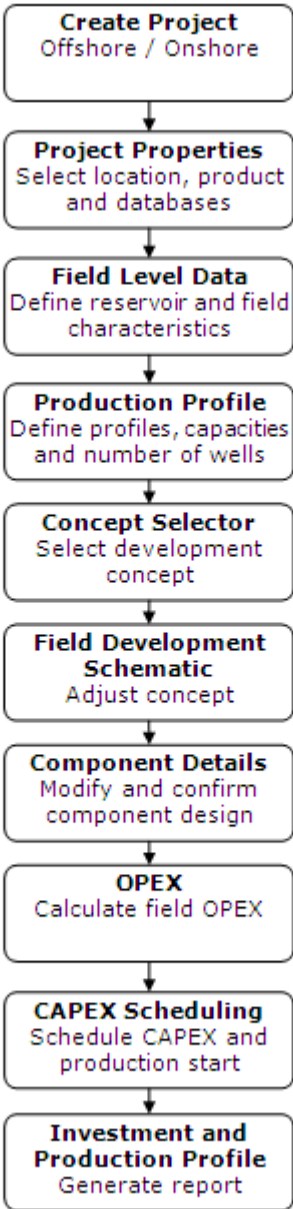 Create Project
Offshore / Onshore
Project Properties
Select location, product
and databases
Field Level Data
Define reservoir and field
characteristics
Production Profile
Define profiles, capacities
and number of wells
Concept Selector
Select development
concept
Field Development
Schematic
Adjust concept
Component Details
Modify and confirm
component design
OPEX
Calculate field OPEX
CAPEX Scheduling
Schedule CAPEX and
production start
Investment and
Production Profile
Generate report